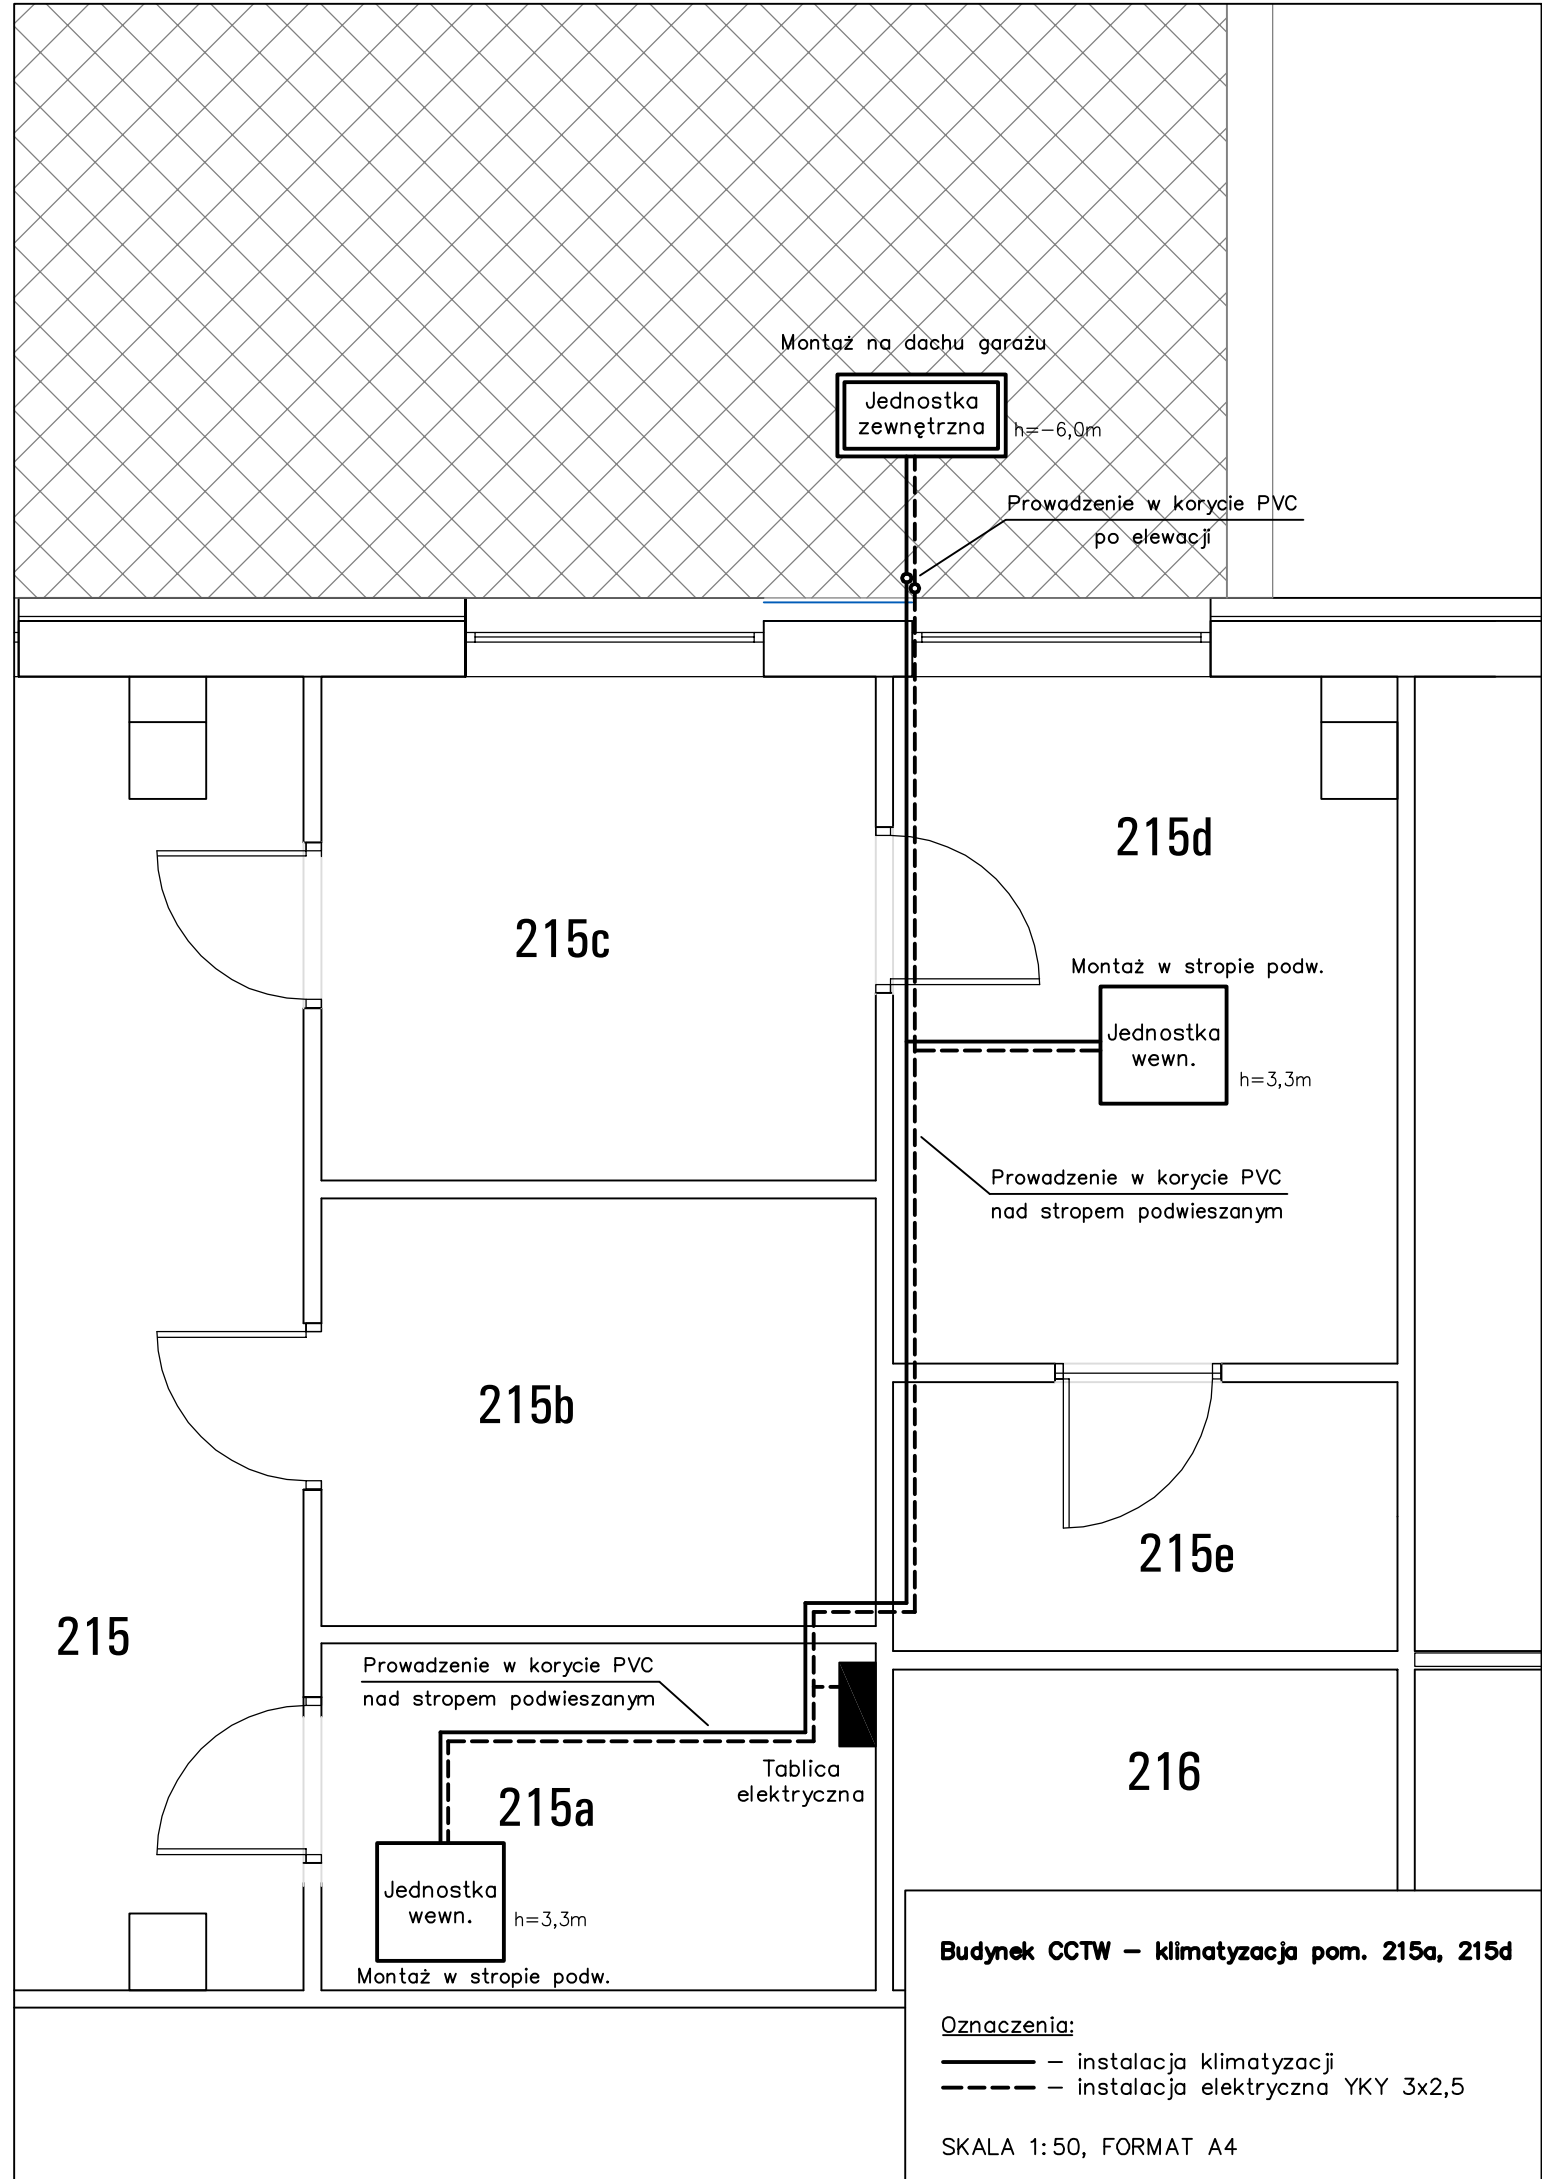 Montaż na dachu garażu
Jednostka
zewnętrzna
h=-6,0m
Prowadzenie w korycie PVC
po elewacji
215d
215c
Montaż w stropie podw.
Jednostka
wewn.
h=3,3m
Prowadzenie w korycie PVC
nad stropem podwieszanym
215b
215e
215
Prowadzenie w korycie PVC
nad stropem podwieszanym
Tablica
elektryczna
216
215a
Jednostka
wewn.
h=3,3m
Montaż w stropie podw.
Budynek CCTW – klimatyzacja pom. 215a, 215d
Oznaczenia:
– instalacja klimatyzacji
– instalacja elektryczna YKY 3x2,5
SKALA 1:50, FORMAT A4